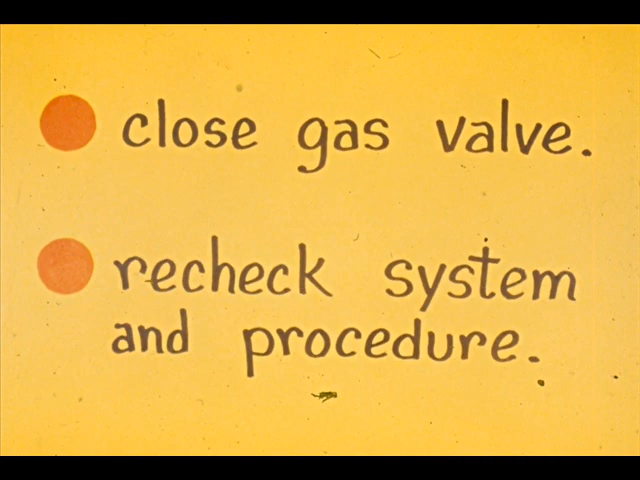 close gas valve.
recheck system
and procedure.